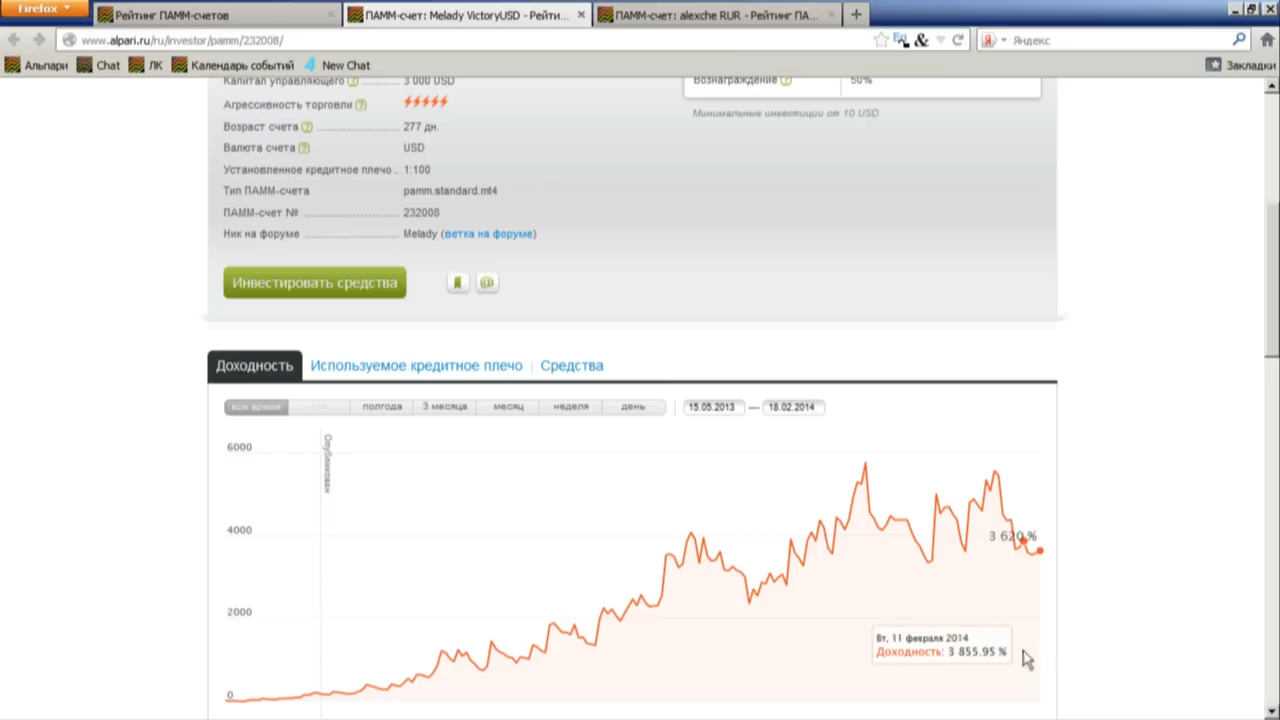 Firefox
Рейтинг ПАММ-счетов
ПАММ-счет: Melady VictoryUSD - Рейти...
ПАММ-счет: alexche RUR - Рейтинг ПА...
www.alpari.ru/ru/investor/pamm/232008/
Яндекс
Альпари
Chat
ЛК
Календарь событий
New Chat
Закладки
Капитал управляющего 3 000 USD
Вознаграждение 50%
Агрессивность торговли
Минимальные инвестиции от 10 USD
Возраст счета 277 дн.
Валюта счета USD
Установленное кредитное плечо 1:100
Тип ПАММ-счета pamm.standard.mt4
ПАММ-счет № 232008
Ник на форуме Melady (ветка на форуме)
Инвестировать средства
Доходность
Используемое кредитное плечо
Средства
все время
полгода
3 месяца
месяц
неделя
день
15.05.2013 — 18.02.2014
Опубликован
6000
4000
3 620 %
2000
Вт, 11 февраля 2014
Доходность: 3 855.95 %
0